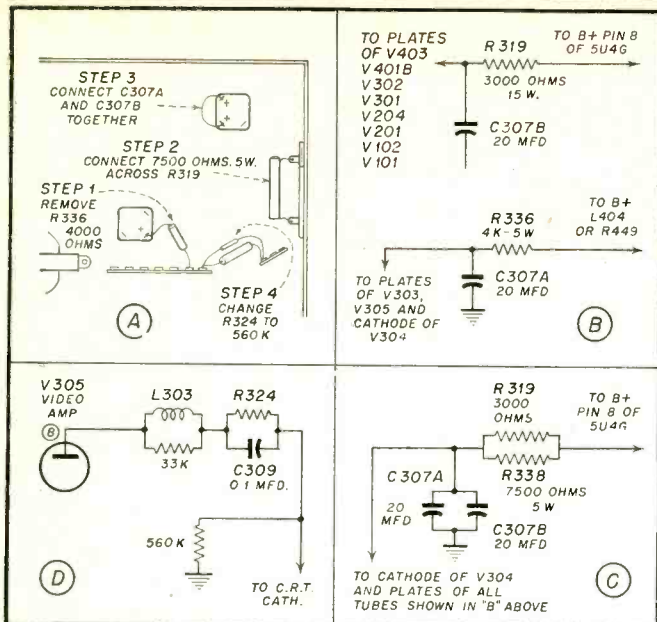 STEP 3
CONNECT C307A
AND C307B
TOGETHER
STEP 2
CONNECT 7500 OHMS, 5W.
ACROSS R319
STEP 1
REMOVE
R336
4000
OHMS
STEP 4
CHANGE
R324 TO
560 K
A
TO PLATES
OF V403
V401B
V302
V301
V204
V201
V102
V101
R319
3000 OHMS
15 W.
TO B+ PIN 8
OF 5U4G
C307B
20 MFD
R336
4K-5W
TO B+
L404
OR R449
C307A
20 MFD
TO PLATES
OF V303,
V305 AND
CATHODE OF
V304
B
V305
VIDEO
AMP
8
L303
33K
R324
C309
0.1 MFD.
560 K
TO C.R.T.
CATH.
D
R319
3000
OHMS
TO B+
PIN 8 OF
5U4G
R338
7500 OHMS
5 W
C307A
20
MFD
C307B
20 MFD
TO CATHODE OF V304
AND PLATES OF ALL
TUBES SHOWN IN "B" ABOVE
C